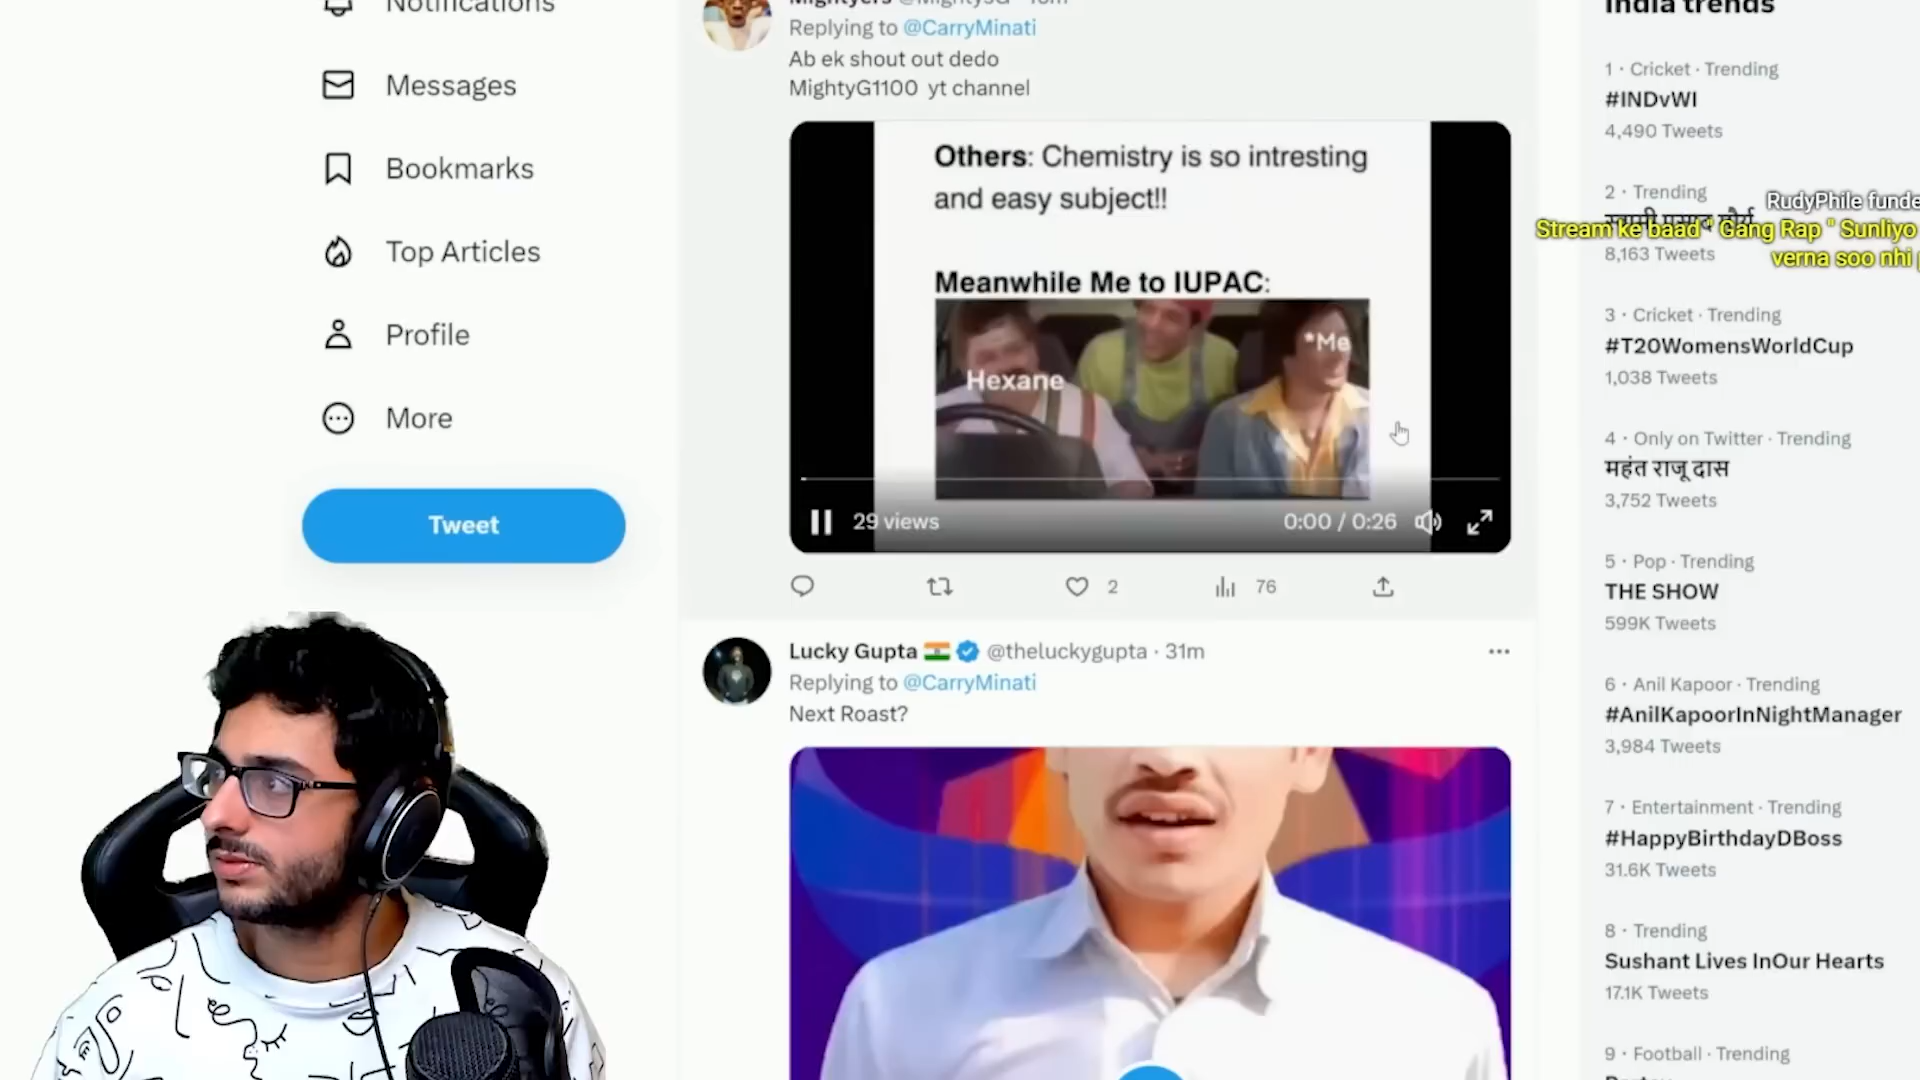 Notifications
Messages
Bookmarks
Top Articles
Profile
More
Tweet
Replying to @CarryMinati
Ab ek shout out dedo
MightyG1100 yt channel
Others: Chemistry is so intresting
and easy subject!!
Meanwhile Me to IUPAC:
*Me
Hexane
29 views
0:00 / 0:26
2
76
Lucky Gupta @theluckygupta · 31m
Replying to @CarryMinati
Next Roast?
India trends
1 · Cricket · Trending
#INDvWI
4,490 Tweets
2 · Trending
8,163 Tweets
RudyPhile funde
Stream ke baad " Gang Rap " Sunliyo
verna soo nhi
3 · Cricket · Trending
#T20WomensWorldCup
1,038 Tweets
4 · Only on Twitter · Trending
महंत राजू दास
3,752 Tweets
5 · Pop · Trending
THE SHOW
599K Tweets
6 · Anil Kapoor · Trending
#AnilKapoorInNightManager
3,984 Tweets
7 · Entertainment · Trending
#HappyBirthdayDBoss
31.6K Tweets
8 · Trending
Sushant Lives InOur Hearts
17.1K Tweets
9 · Football · Trending